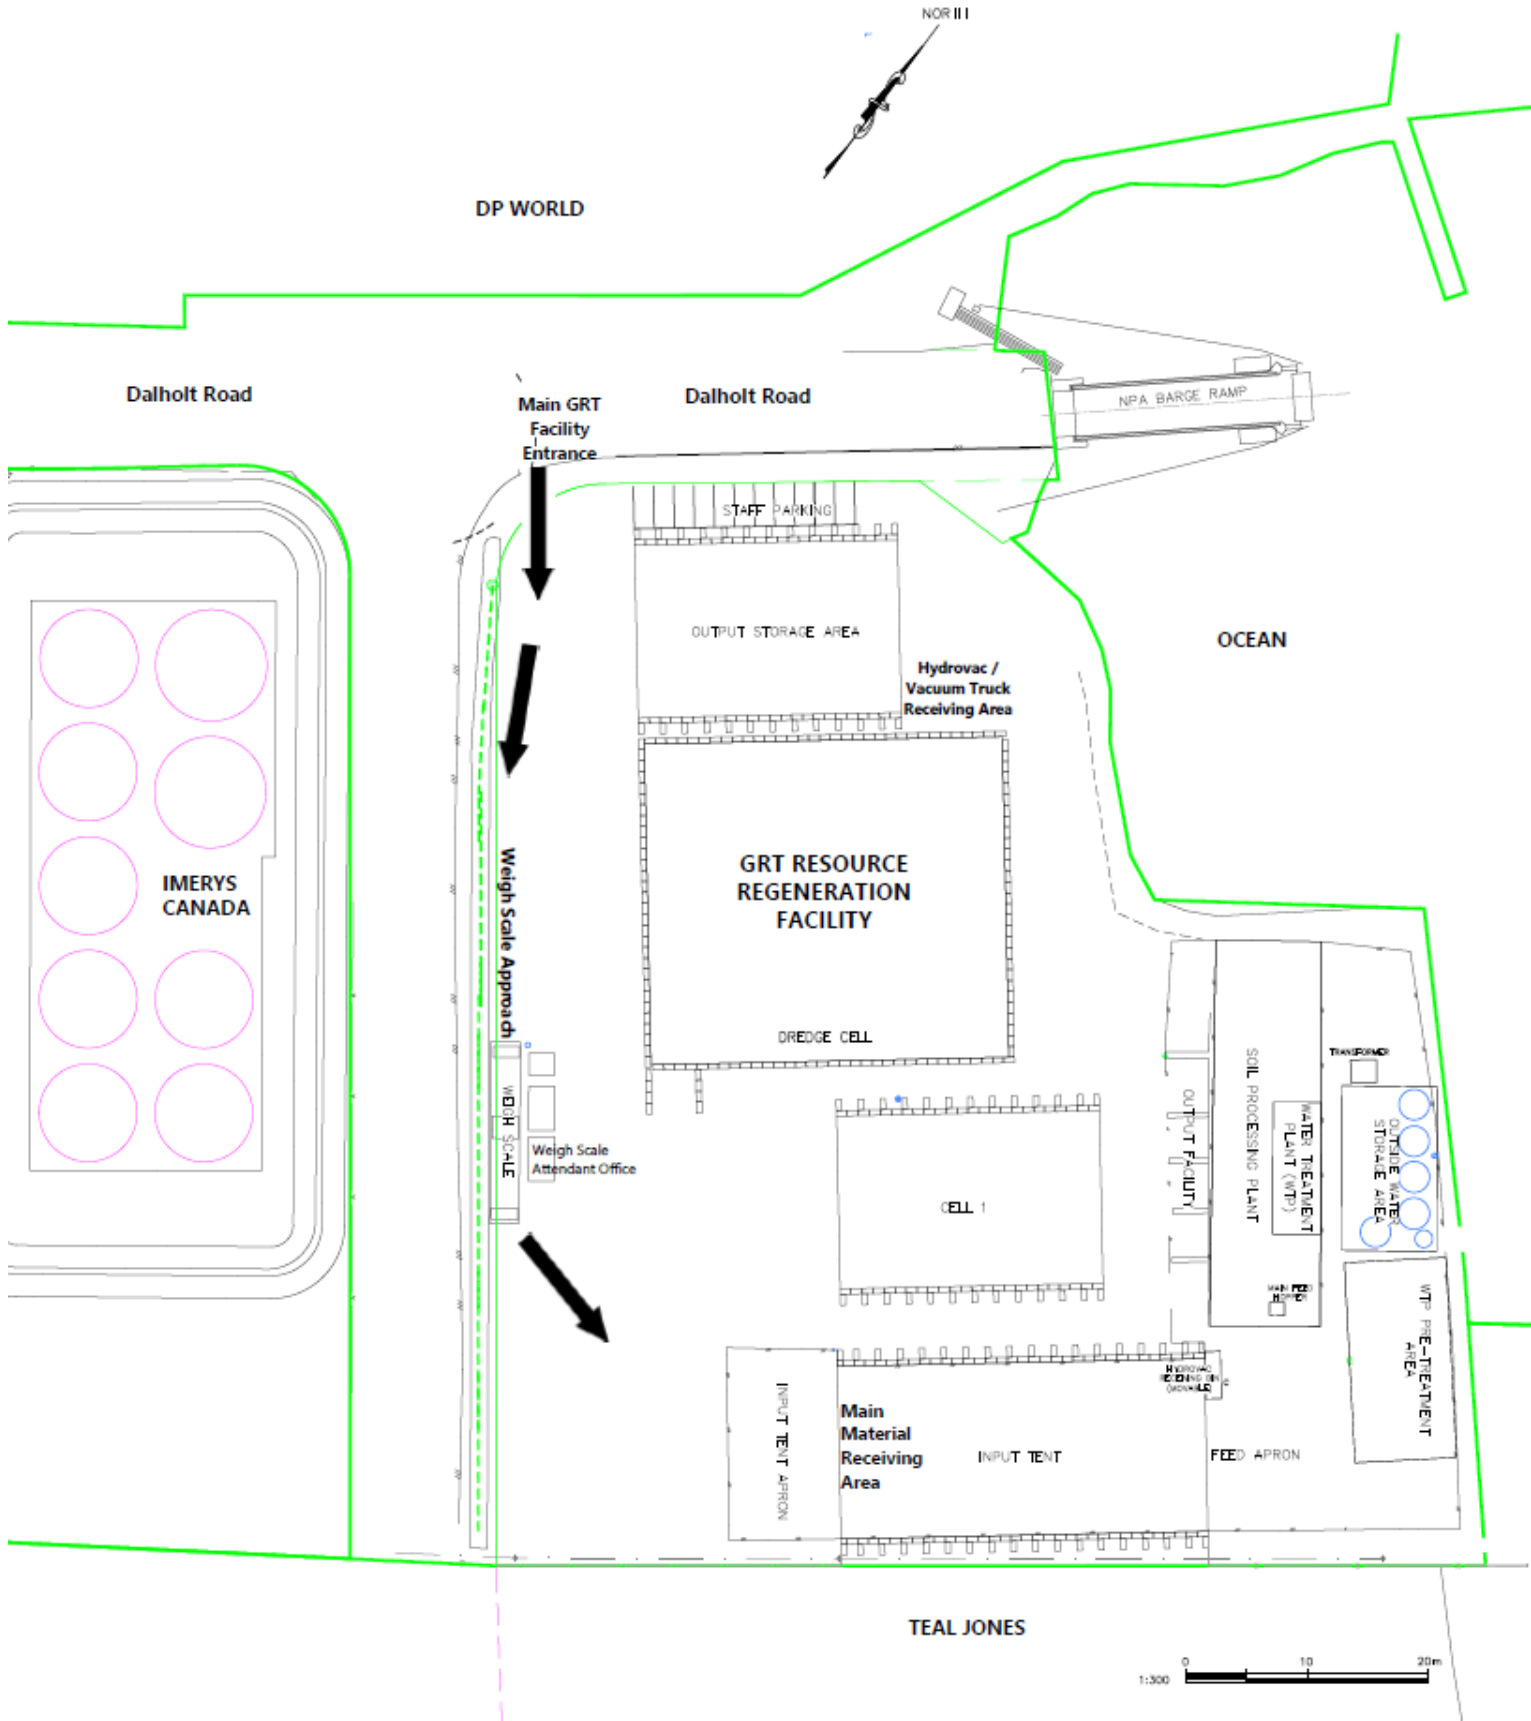 DP WORLD
Dalholt Road
Main GRT
Facility
Entrance
Dalholt Road
NPA BARGE RAMP
STAFF PARKING
OUTPUT STORAGE AREA
OCEAN
Hydrovac /
Vacuum Truck
Receiving Area
GRT RESOURCE
REGENERATION
FACILITY
IMERYS
CANADA
Weigh Scale Approach
DREDGE CELL
WEIGH SCALE
Weigh Scale
Attendant Office
CELL 1
OUTPUT FACILITY
SOIL PROCESSING PLANT
WATER TREATMENT
PLANT (WTP)
TRANSFORMER
OUTSIDE WATER
STORAGE AREA
MAIN FEED
HOPPER
WTP PRE-TREATMENT
AREA
INPUT TENT APRON
Main
Material
Receiving
Area
INPUT TENT
HYDROVAC
RECEIVING BIN
(MOVABLE)
FEED APRON
TEAL JONES
0 10 20m
1:300